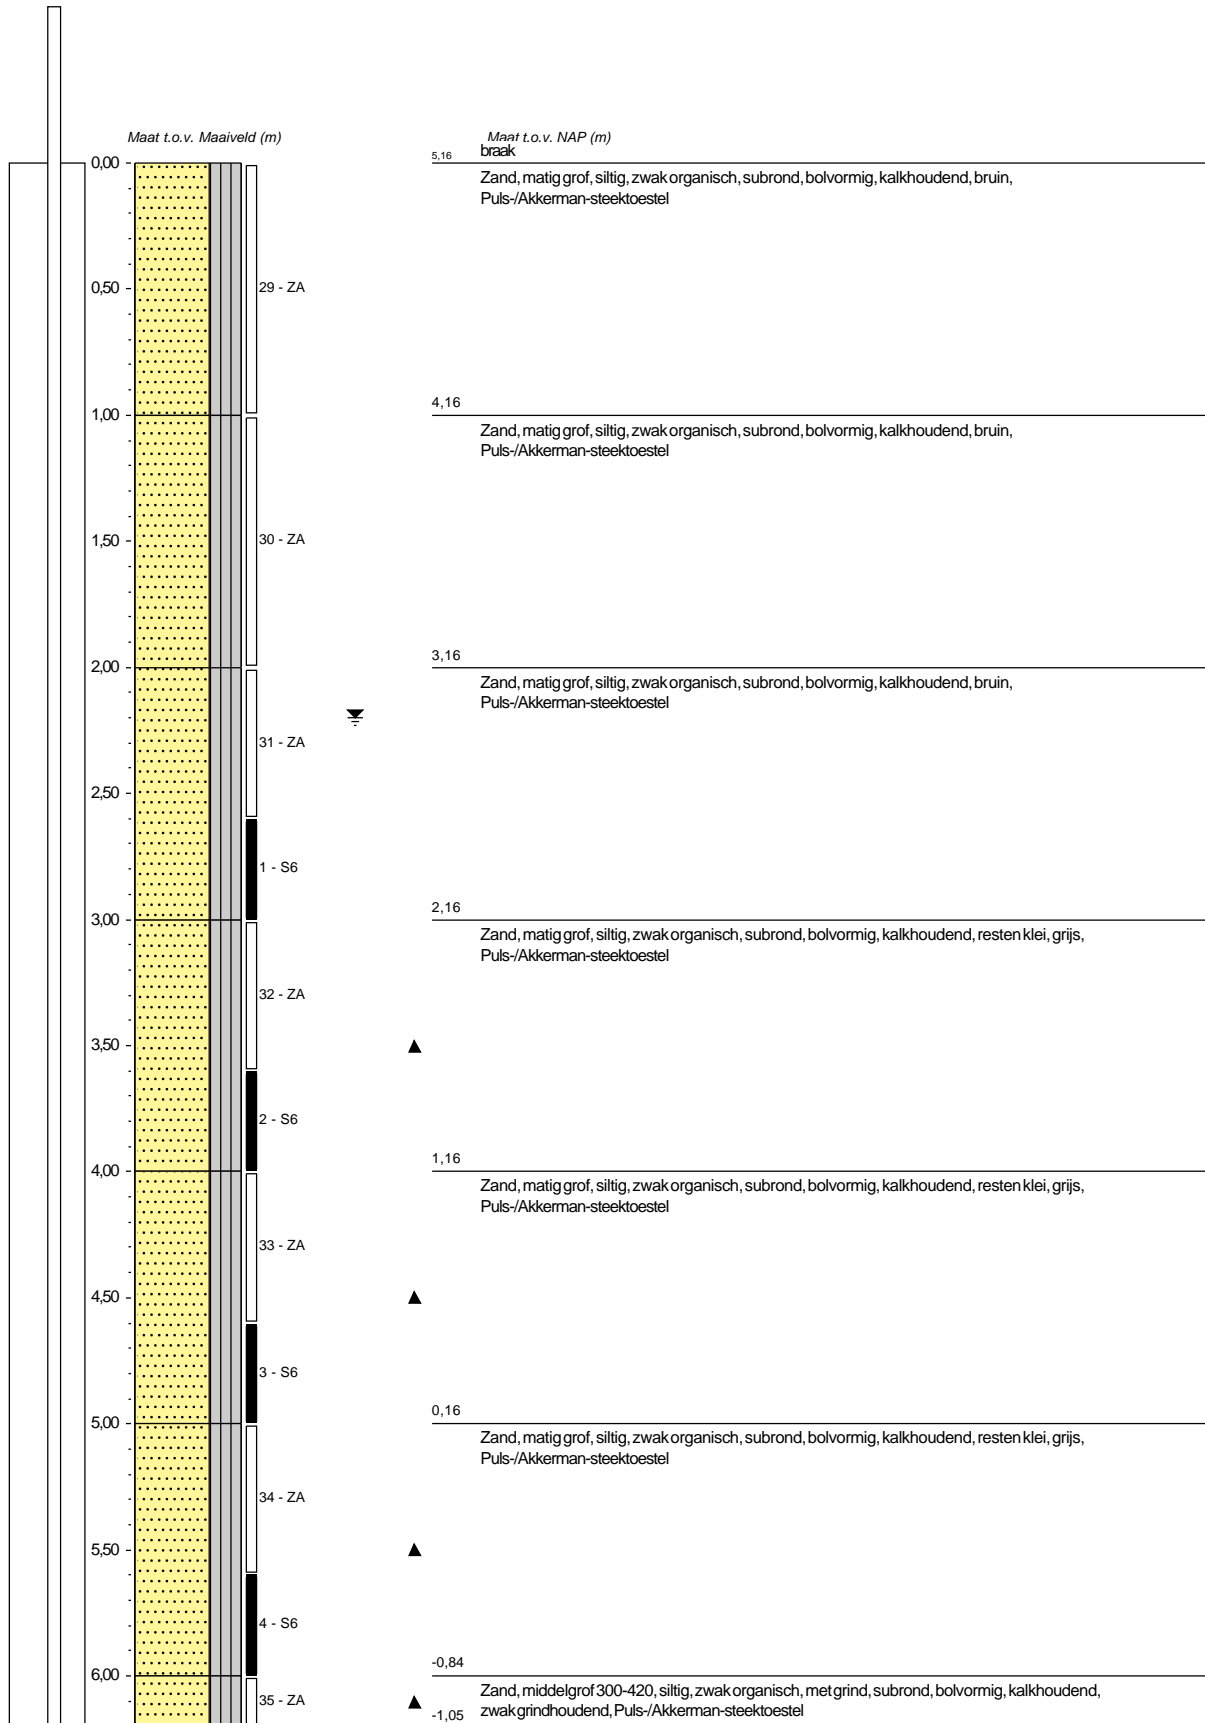 Maat t.o.v. Maaiveld (m)
Maat t.o.v. NAP (m)
0,00
5,16
braak
Zand, matig grof, siltig, zwak organisch, subrond, bolvormig, kalkhoudend, bruin,
Puls-/Akkerman-steektoestel
0,50
29 - ZA
1,00
4,16
Zand, matig grof, siltig, zwak organisch, subrond, bolvormig, kalkhoudend, bruin,
Puls-/Akkerman-steektoestel
1,50
30 - ZA
2,00
3,16
Zand, matig grof, siltig, zwak organisch, subrond, bolvormig, kalkhoudend, bruin,
Puls-/Akkerman-steektoestel
31 - ZA
2,50
1 - S6
3,00
2,16
Zand, matig grof, siltig, zwak organisch, subrond, bolvormig, kalkhoudend, resten klei, grijs,
Puls-/Akkerman-steektoestel
32 - ZA
3,50
2 - S6
4,00
1,16
Zand, matig grof, siltig, zwak organisch, subrond, bolvormig, kalkhoudend, resten klei, grijs,
Puls-/Akkerman-steektoestel
33 - ZA
4,50
3 - S6
5,00
0,16
Zand, matig grof, siltig, zwak organisch, subrond, bolvormig, kalkhoudend, resten klei, grijs,
Puls-/Akkerman-steektoestel
34 - ZA
5,50
4 - S6
6,00
-0,84
Zand, middelgrof 300-420, siltig, zwak organisch, met grind, subrond, bolvormig, kalkhoudend,
zwak grindhoudend, Puls-/Akkerman-steektoestel
35 - ZA
-1,05